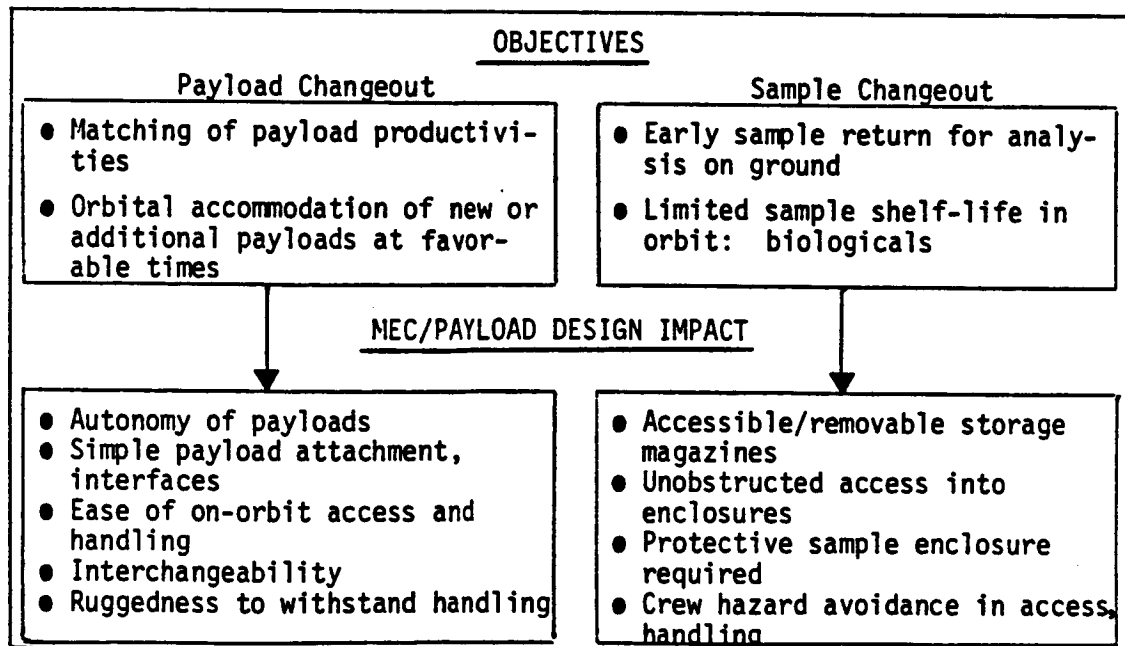 OBJECTIVES
Payload Changeout
● Matching of payload productivi-
ties
● Orbital accommodation of new or
additional payloads at favor-
able times
Sample Changeout
● Early sample return for analy-
sis on ground
● Limited sample shelf-life in
orbit: biologicals
MEC/PAYLOAD DESIGN IMPACT
● Autonomy of payloads
● Simple payload attachment,
interfaces
● Ease of on-orbit access and
handling
● Interchangeability
● Ruggedness to withstand handling
● Accessible/removable storage
magazines
● Unobstructed access into
enclosures
● Protective sample enclosure
required
● Crew hazard avoidance in access,
handling